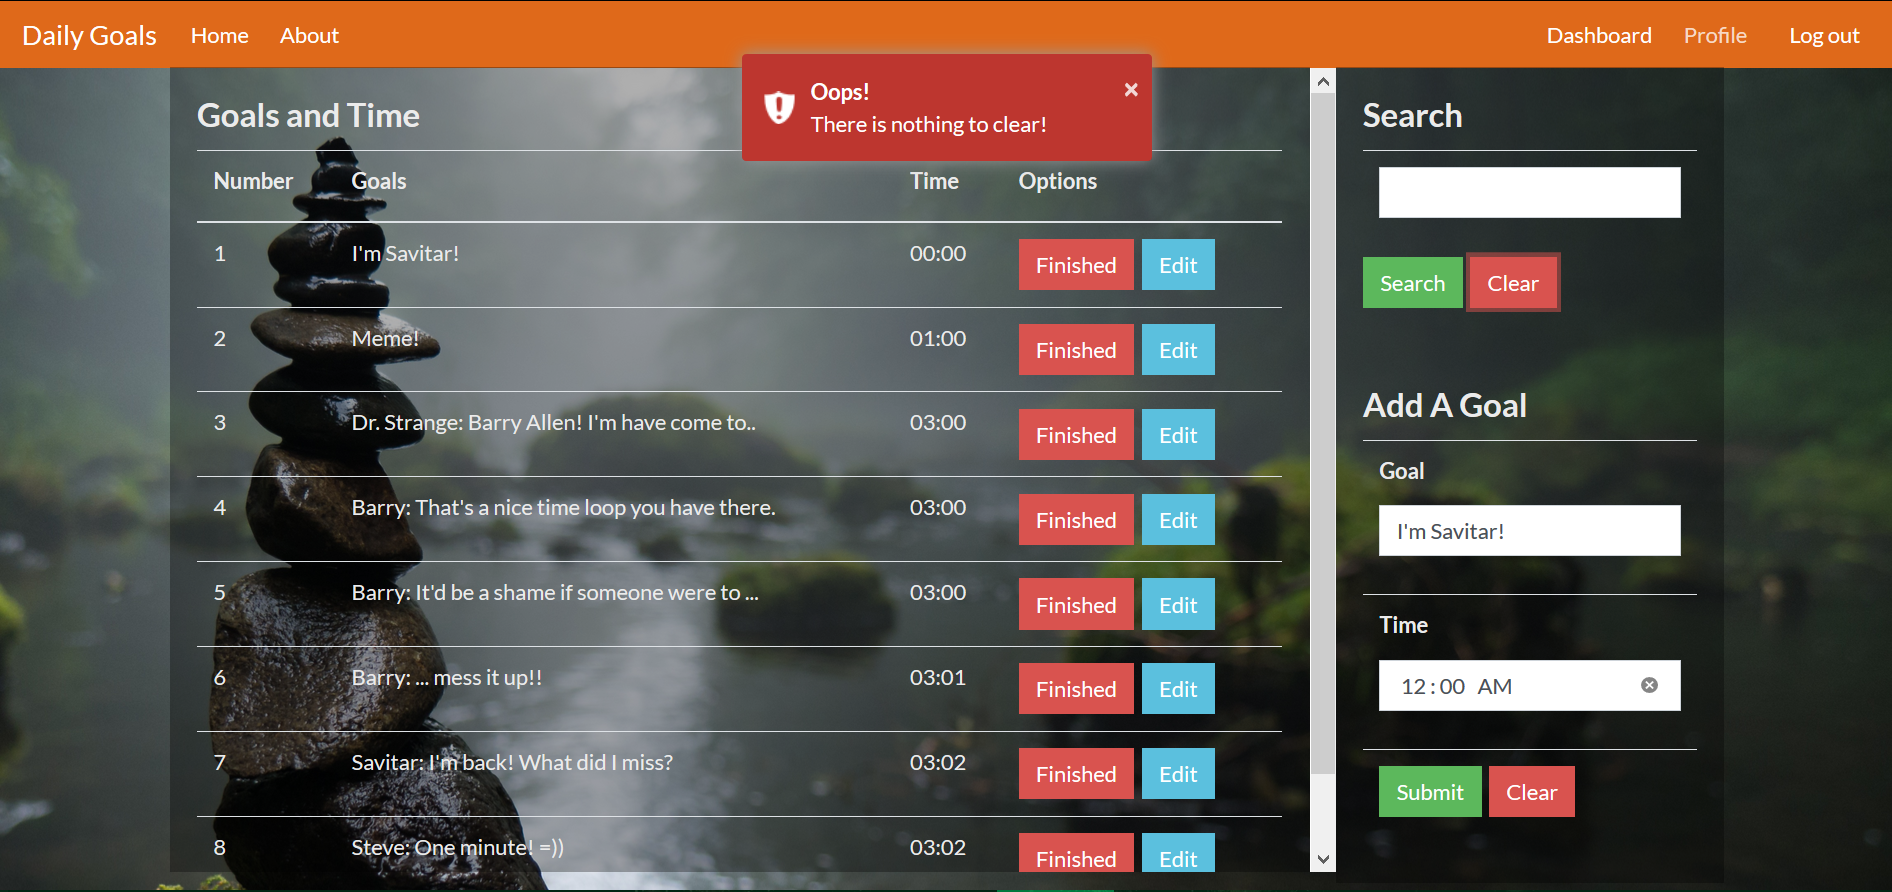 Daily Goals Home About Dashboard Profile Log out
Oops!
There is nothing to clear!
×
Goals and Time
Number Goals Time Options
1 I'm Savitar! 00:00 Finished Edit
2 Meme! 01:00 Finished Edit
3 Dr. Strange: Barry Allen! I'm have come to.. 03:00 Finished Edit
4 Barry: That's a nice time loop you have there. 03:00 Finished Edit
5 Barry: It'd be a shame if someone were to ... 03:00 Finished Edit
6 Barry: ... mess it up!! 03:01 Finished Edit
7 Savitar: I'm back! What did I miss? 03:02 Finished Edit
8 Steve: One minute! =)) 03:02 Finished Edit
Search
Search Clear
Add A Goal
Goal
I'm Savitar!
Time
12:00 AM
Submit Clear